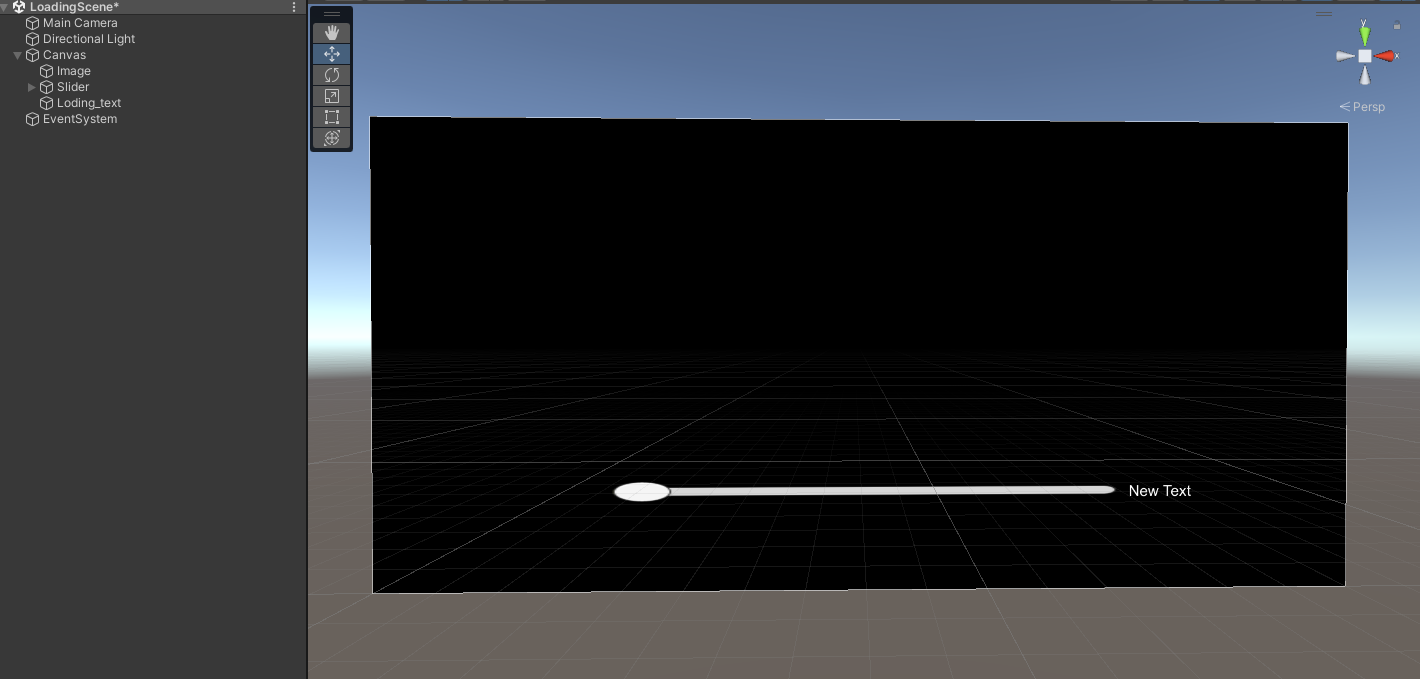 LoadingScene*
Main Camera
Directional Light
Canvas
Image
Slider
Loding_text
EventSystem
y
x
Persp
New Text